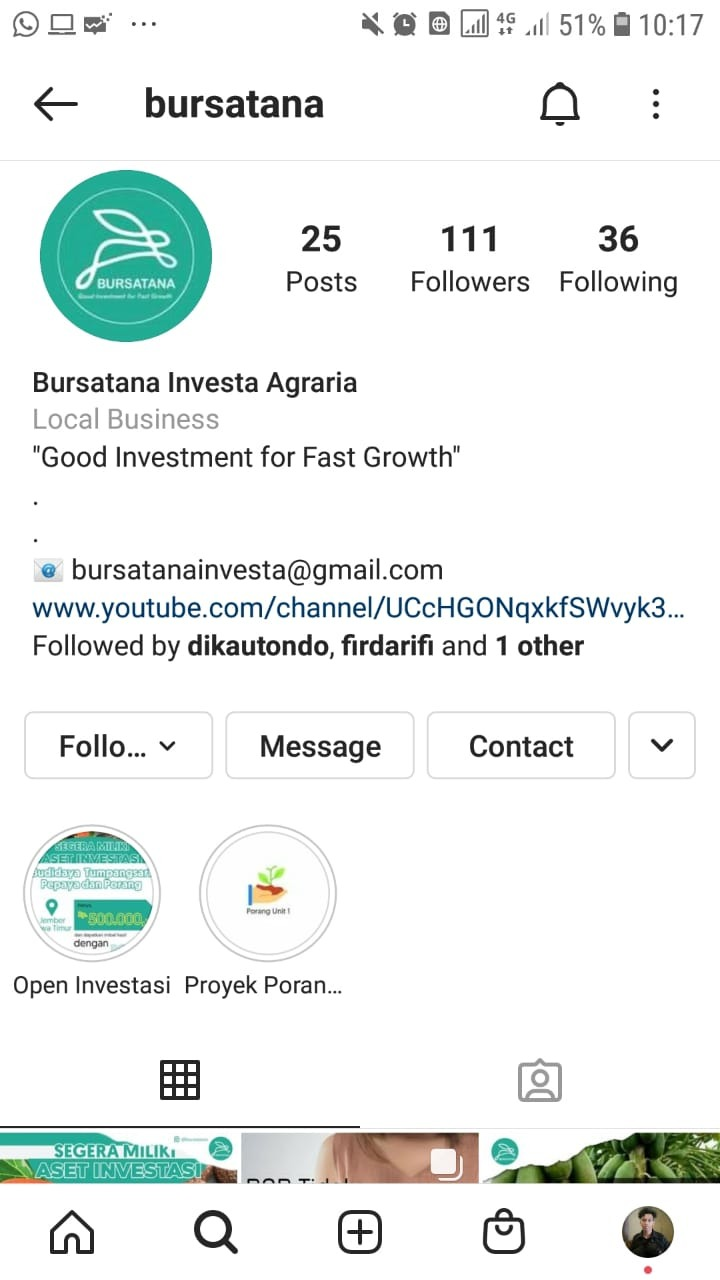 4G 51% 10:17
bursatana
BURSATANA
Good Investment for Fast Growth
25 111 36
Posts Followers Following
Bursatana Investa Agraria
Local Business
"Good Investment for Fast Growth"
.
.
bursatanainvesta@gmail.com
www.youtube.com/channel/UCcHGONqxkfSWvyk3...
Followed by dikautondo, firdarifi and 1 other
Follo... Message Contact
SEGERA MILIKI
ASET INVESTASI
Budidaya Tumpangsari
Pepaya dan Porang
Jember
500.000,
dengan
Porang Unit 1
Open Investasi Proyek Poran...
SEGERA MILIKI
ASET INVESTASI